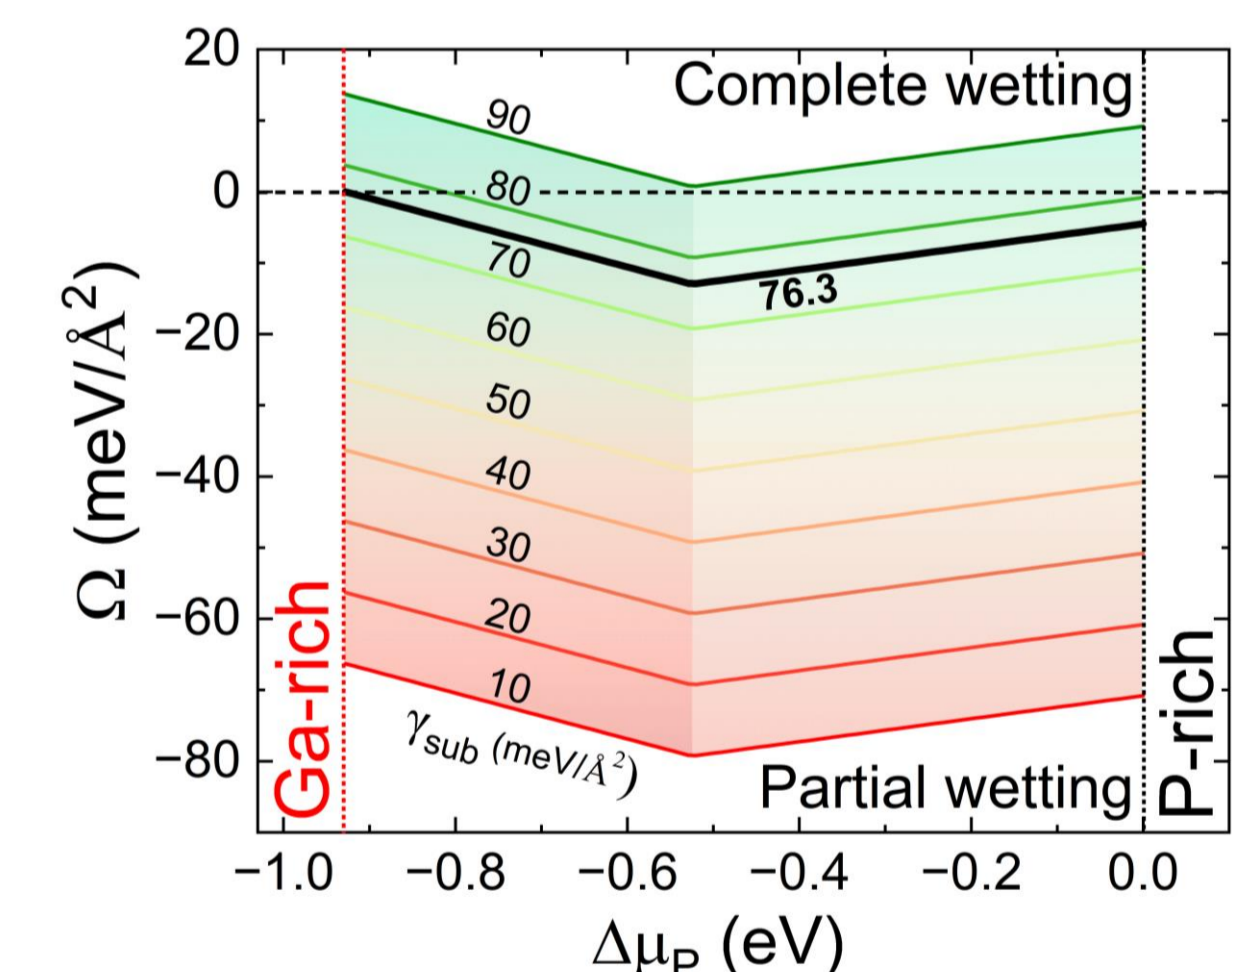 20
0
−20
−40
−60
−80
Ω (meV/Å²)
Complete wetting
90
80
70
76.3
60
50
40
30
20
10
γsub (meV/Å²)
Partial wetting
Ga-rich
P-rich
−1.0 −0.8 −0.6 −0.4 −0.2 0.0
ΔμP (eV)